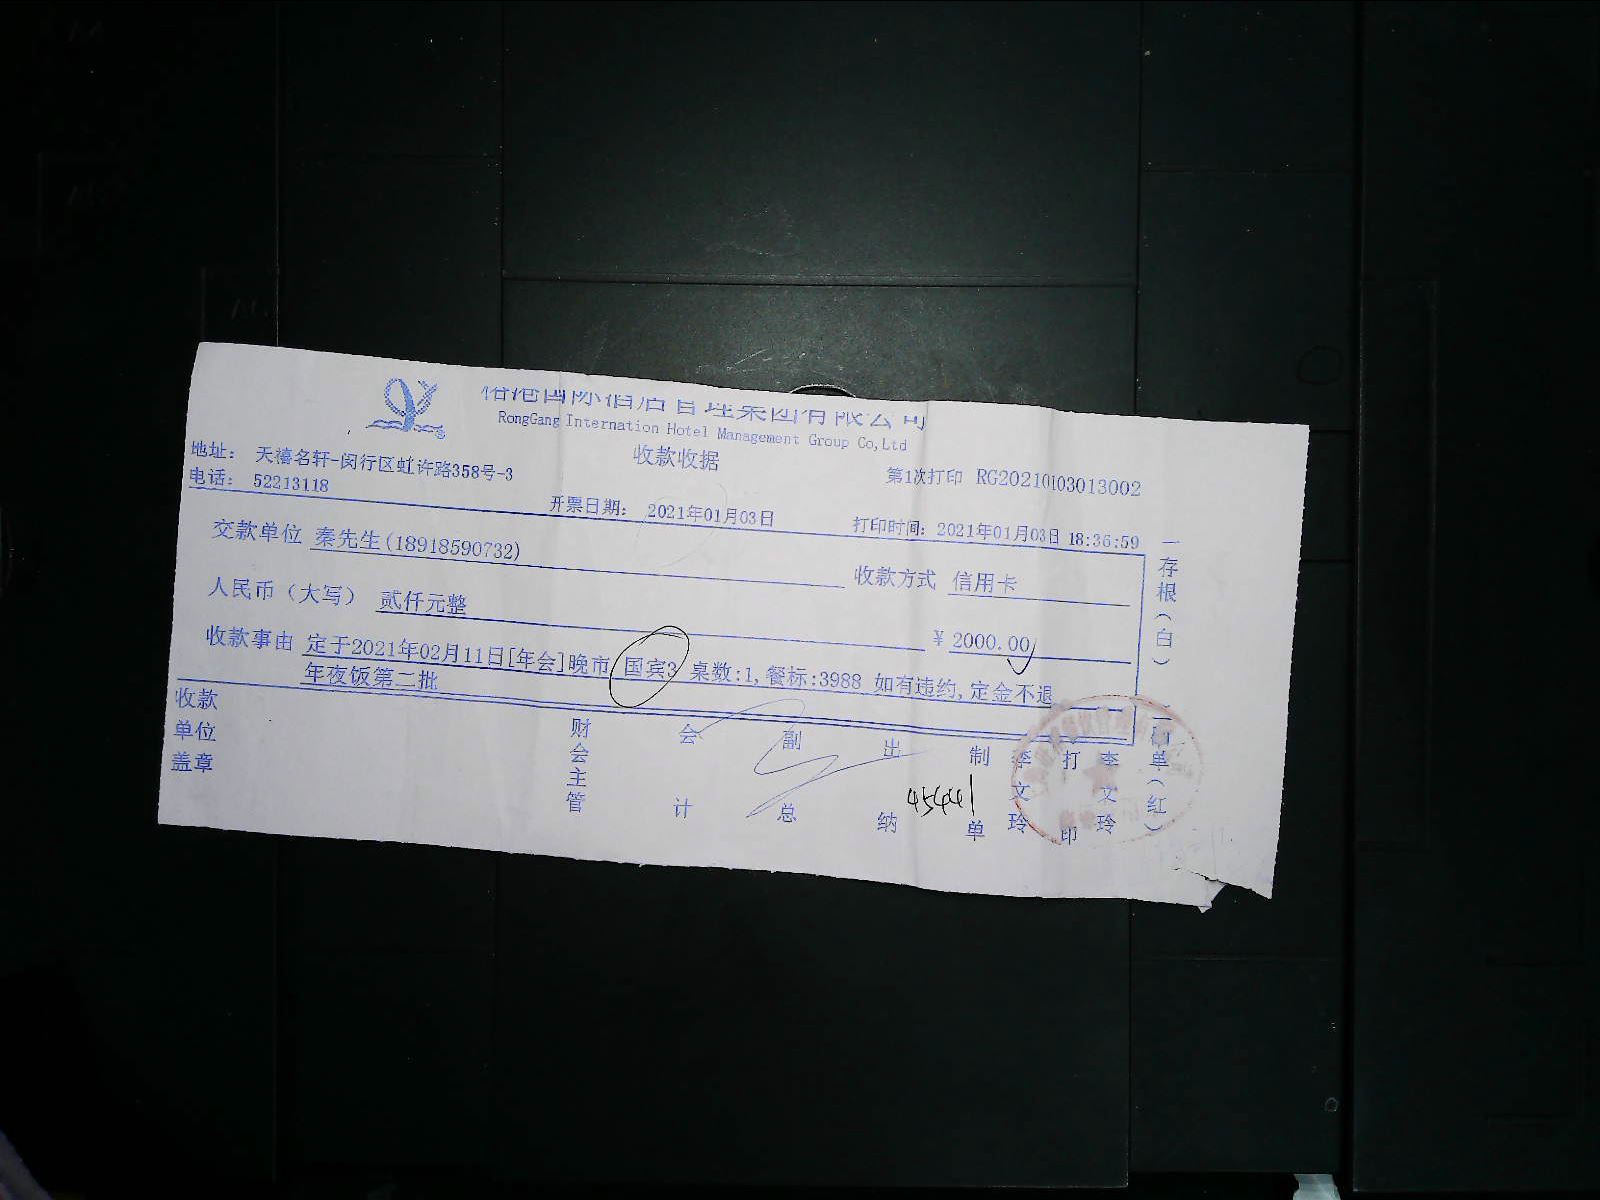 国际酒店管理集团有限公司
RongGang Internation Hotel Management Group Co,Ltd
收款收据
地址： 天禧名轩-闵行区虹许路358号-3
第1次打印 RG20210103013002
电话： 52213118
开票日期： 2021年01月03日
打印时间： 2021年01月03日 18:36:59
交款单位 秦先生(18918590732)
收款方式 信用卡
人民币（大写） 贰仟元整
¥ 2000.00
收款事由 定于2021年02月11日[年会]晚市 国宾3 桌数:1,餐标:3988 如有违约,定金不退
年夜饭第二批
收款单位盖章
财会主管
会计
副总
出纳
45441
制单
李文玲
打印
李文玲
一存根(白)
单(红)